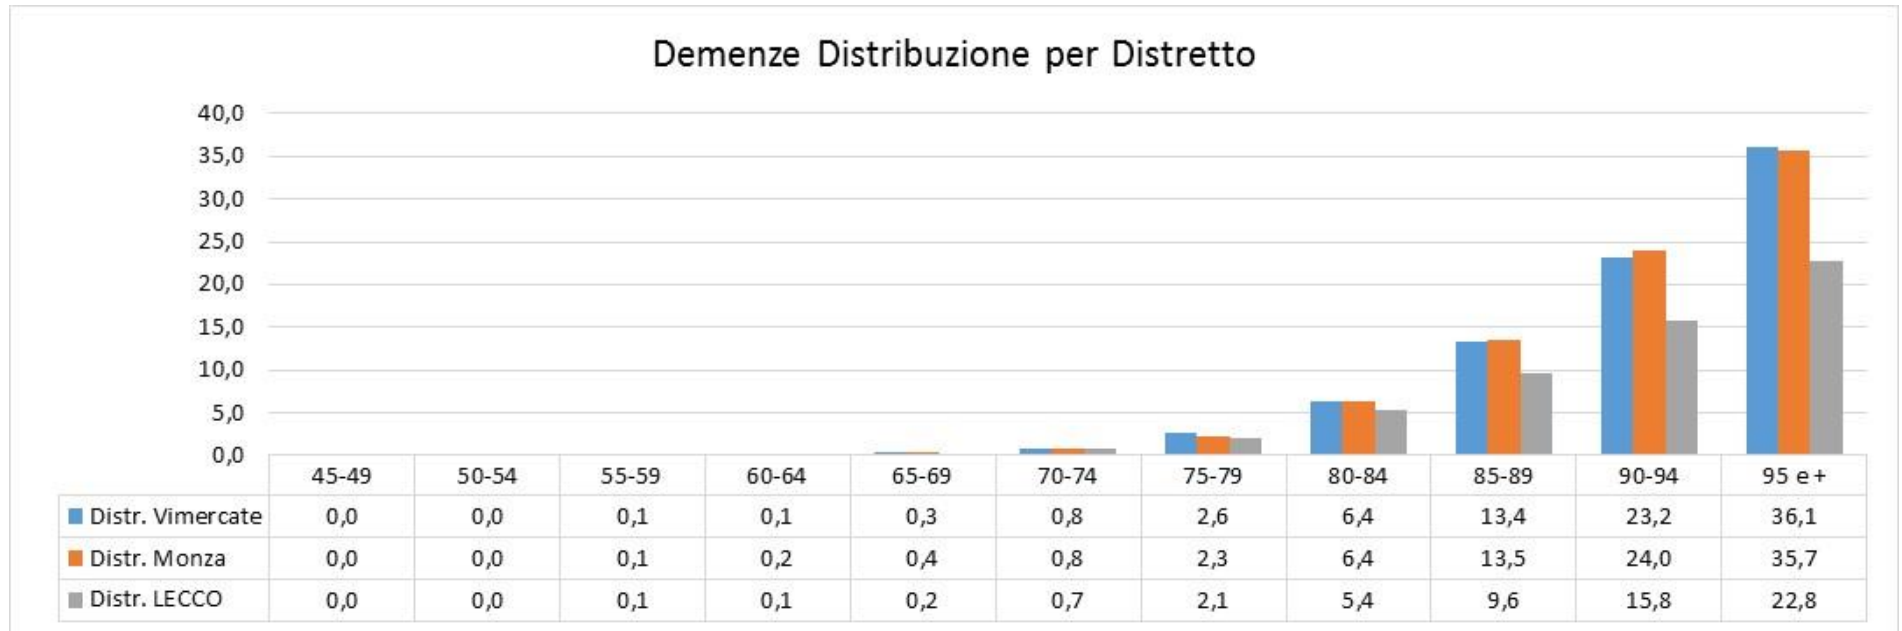 Demenze Distribuzione per Distretto
40,0
35,0
30,0
25,0
20,0
15,0
10,0
5,0
0,0
45-49 50-54 55-59 60-64 65-69 70-74 75-79 80-84 85-89 90-94 95 e+
Distr. Vimercate 0,0 0,0 0,1 0,1 0,3 0,8 2,6 6,4 13,4 23,2 36,1
Distr. Monza 0,0 0,0 0,1 0,2 0,4 0,8 2,3 6,4 13,5 24,0 35,7
Distr. LECCO 0,0 0,0 0,1 0,1 0,2 0,7 2,1 5,4 9,6 15,8 22,8